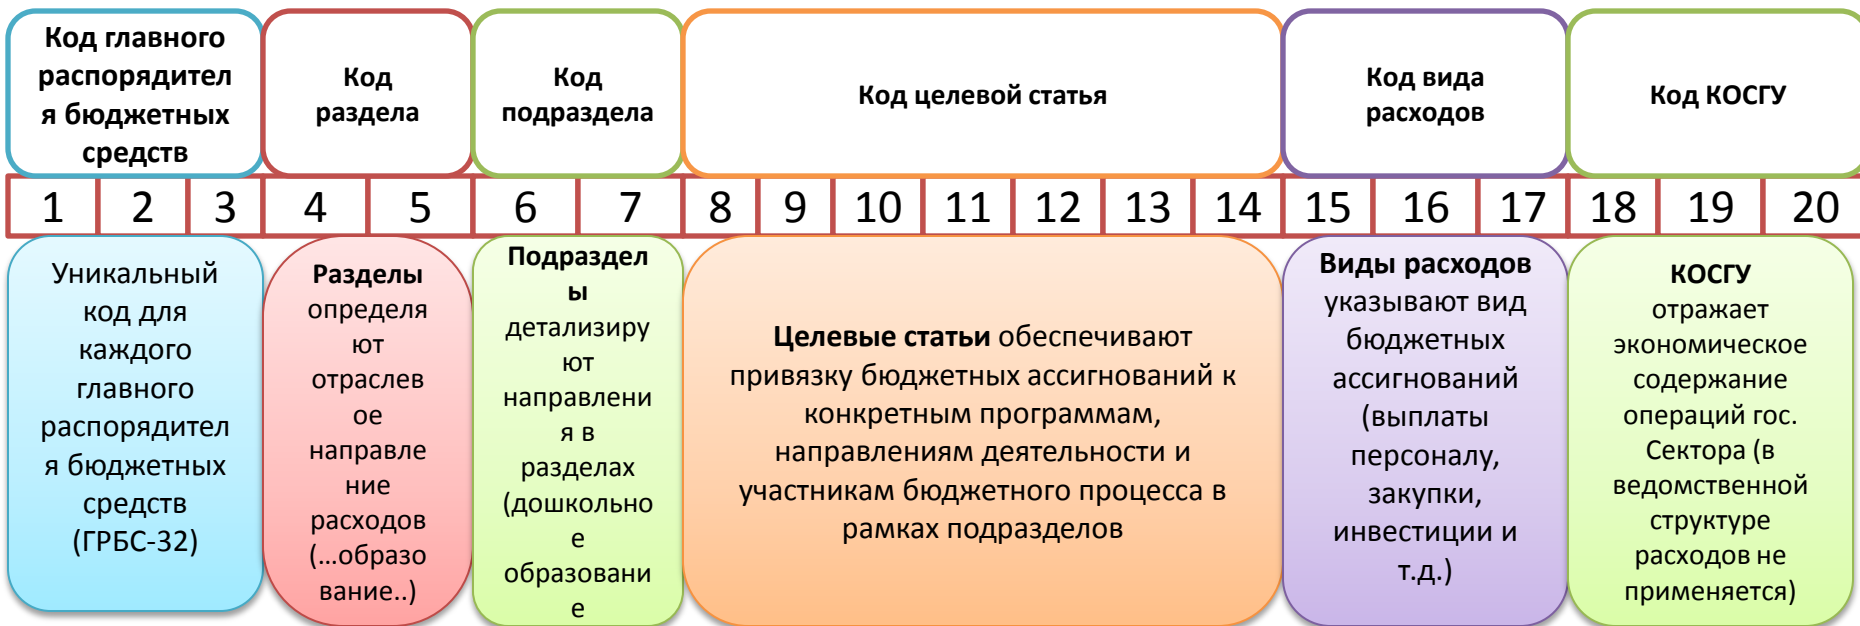 Код главного
распорядител
я бюджетных
средств
Код
раздела
Код
подраздела
Код целевой статья
Код вида
расходов
Код КОСГУ
1 2 3 4 5 6 7 8 9 10 11 12 13 14 15 16 17 18 19 20
Уникальный
код для
каждого
главного
распорядител
я бюджетных
средств
(ГРБС-32)
Разделы
определя
ют
отраслев
ое
направле
ние
расходов
(...образо
вание..)
Подраздел
ы
детализиру
ют
направлени
я в
разделах
(дошкольно
е
образовани
е
Целевые статьи обеспечивают
привязку бюджетных ассигнований к
конкретным программам,
направлениям деятельности и
участникам бюджетного процесса в
рамках подразделов
Виды расходов
указывают вид
бюджетных
ассигнований
(выплаты
персоналу,
закупки,
инвестиции и
т.д.)
КОСГУ
отражает
экономическое
содержание
операций гос.
Сектора (в
ведомственной
структуре
расходов не
применяется)